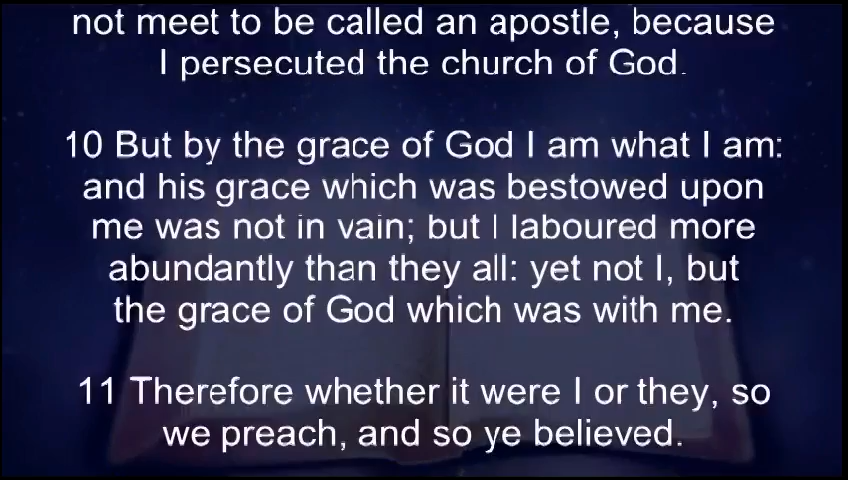 not meet to be called an apostle, because
I persecuted the church of God.
10 But by the grace of God I am what I am:
and his grace which was bestowed upon
me was not in vain; but I laboured more
abundantly than they all: yet not I, but
the grace of God which was with me.
11 Therefore whether it were I or they, so
we preach, and so ye believed.